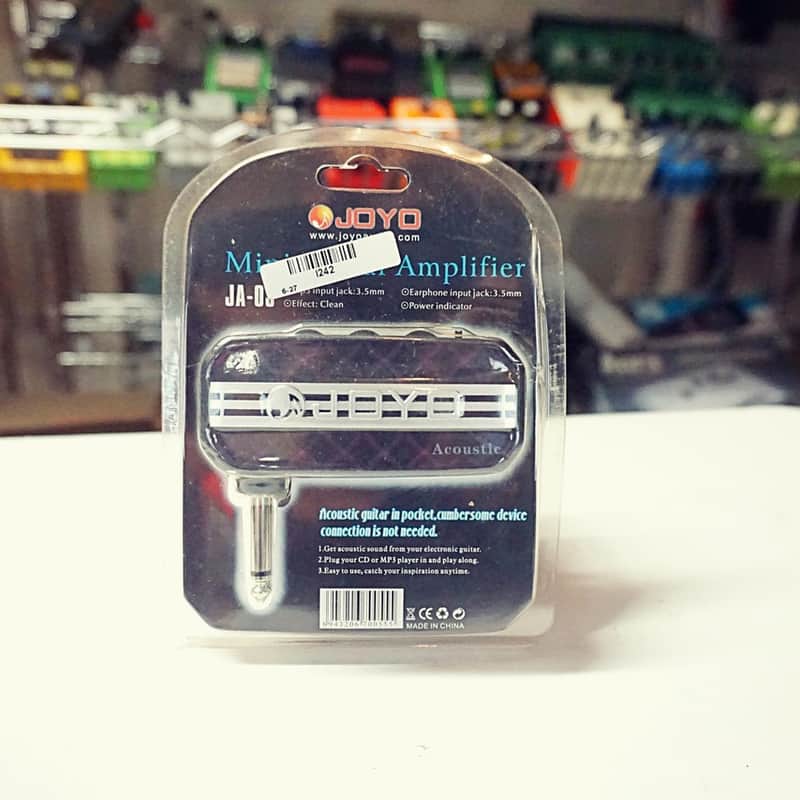 JOYO
www.joyoa .com
Mini Amplifier
1242
6-27
JA-03 input jack:3.5mm Earphone input jack:3.5mm
Effect: Clean Power indicator
JOYO
Acoustic
Acoustic guitar in pocket,cumbersome device
connection is not needed.
1.Get acoustic sound from your electronic guitar.
2.Plug your CD or MP3 player in and play along.
3.Easy to use, catch your inspiration anytime.
CE
MADE IN CHINA